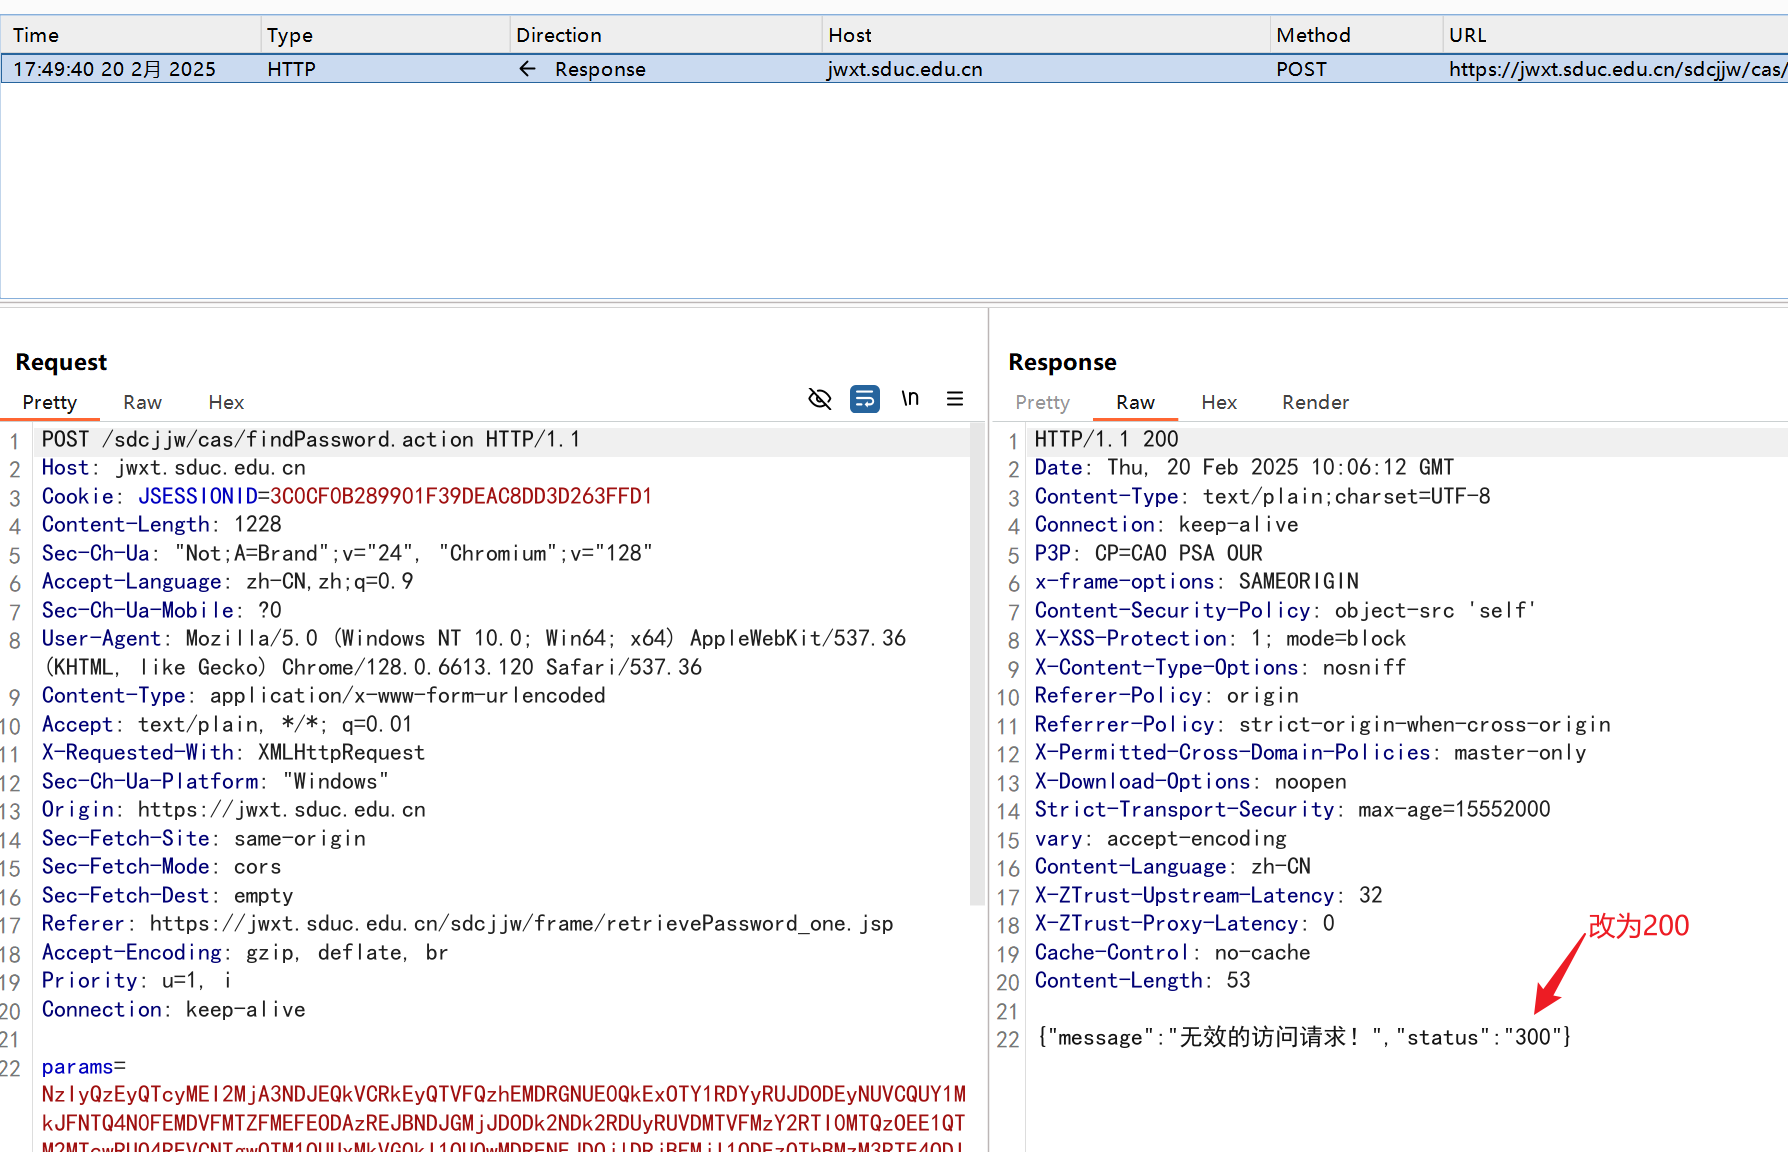 Time Type Direction Host Method URL
17:49:40 20 2月 2025 HTTP ← Response jwxt.sduc.edu.cn POST https://jwxt.sduc.edu.cn/sdcjjw/cas/
Request
Pretty Raw Hex \n
1 POST /sdcjjw/cas/findPassword.action HTTP/1.1
2 Host: jwxt.sduc.edu.cn
3 Cookie: JSESSIONID=3C0CF0B289901F39DEAC8DD3D263FFD1
4 Content-Length: 1228
5 Sec-Ch-Ua: "Not;A=Brand";v="24", "Chromium";v="128"
6 Accept-Language: zh-CN,zh;q=0.9
7 Sec-Ch-Ua-Mobile: ?0
8 User-Agent: Mozilla/5.0 (Windows NT 10.0; Win64; x64) AppleWebKit/537.36
(KHTML, like Gecko) Chrome/128.0.6613.120 Safari/537.36
9 Content-Type: application/x-www-form-urlencoded
10 Accept: text/plain, */*; q=0.01
11 X-Requested-With: XMLHttpRequest
12 Sec-Ch-Ua-Platform: "Windows"
13 Origin: https://jwxt.sduc.edu.cn
14 Sec-Fetch-Site: same-origin
15 Sec-Fetch-Mode: cors
16 Sec-Fetch-Dest: empty
17 Referer: https://jwxt.sduc.edu.cn/sdcjjw/frame/retrievePassword_one.jsp
18 Accept-Encoding: gzip, deflate, br
19 Priority: u=1, i
20 Connection: keep-alive
21
22 params=
Response
Pretty Raw Hex Render
1 HTTP/1.1 200
2 Date: Thu, 20 Feb 2025 10:06:12 GMT
3 Content-Type: text/plain;charset=UTF-8
4 Connection: keep-alive
5 P3P: CP=CAO PSA OUR
6 x-frame-options: SAMEORIGIN
7 Content-Security-Policy: object-src 'self'
8 X-XSS-Protection: 1; mode=block
9 X-Content-Type-Options: nosniff
10 Referer-Policy: origin
11 Referrer-Policy: strict-origin-when-cross-origin
12 X-Permitted-Cross-Domain-Policies: master-only
13 X-Download-Options: noopen
14 Strict-Transport-Security: max-age=15552000
15 vary: accept-encoding
16 Content-Language: zh-CN
17 X-ZTrust-Upstream-Latency: 32
18 X-ZTrust-Proxy-Latency: 0
19 Cache-Control: no-cache
20 Content-Length: 53
21
22 {"message":"无效的访问请求！","status":"300"}
改为200